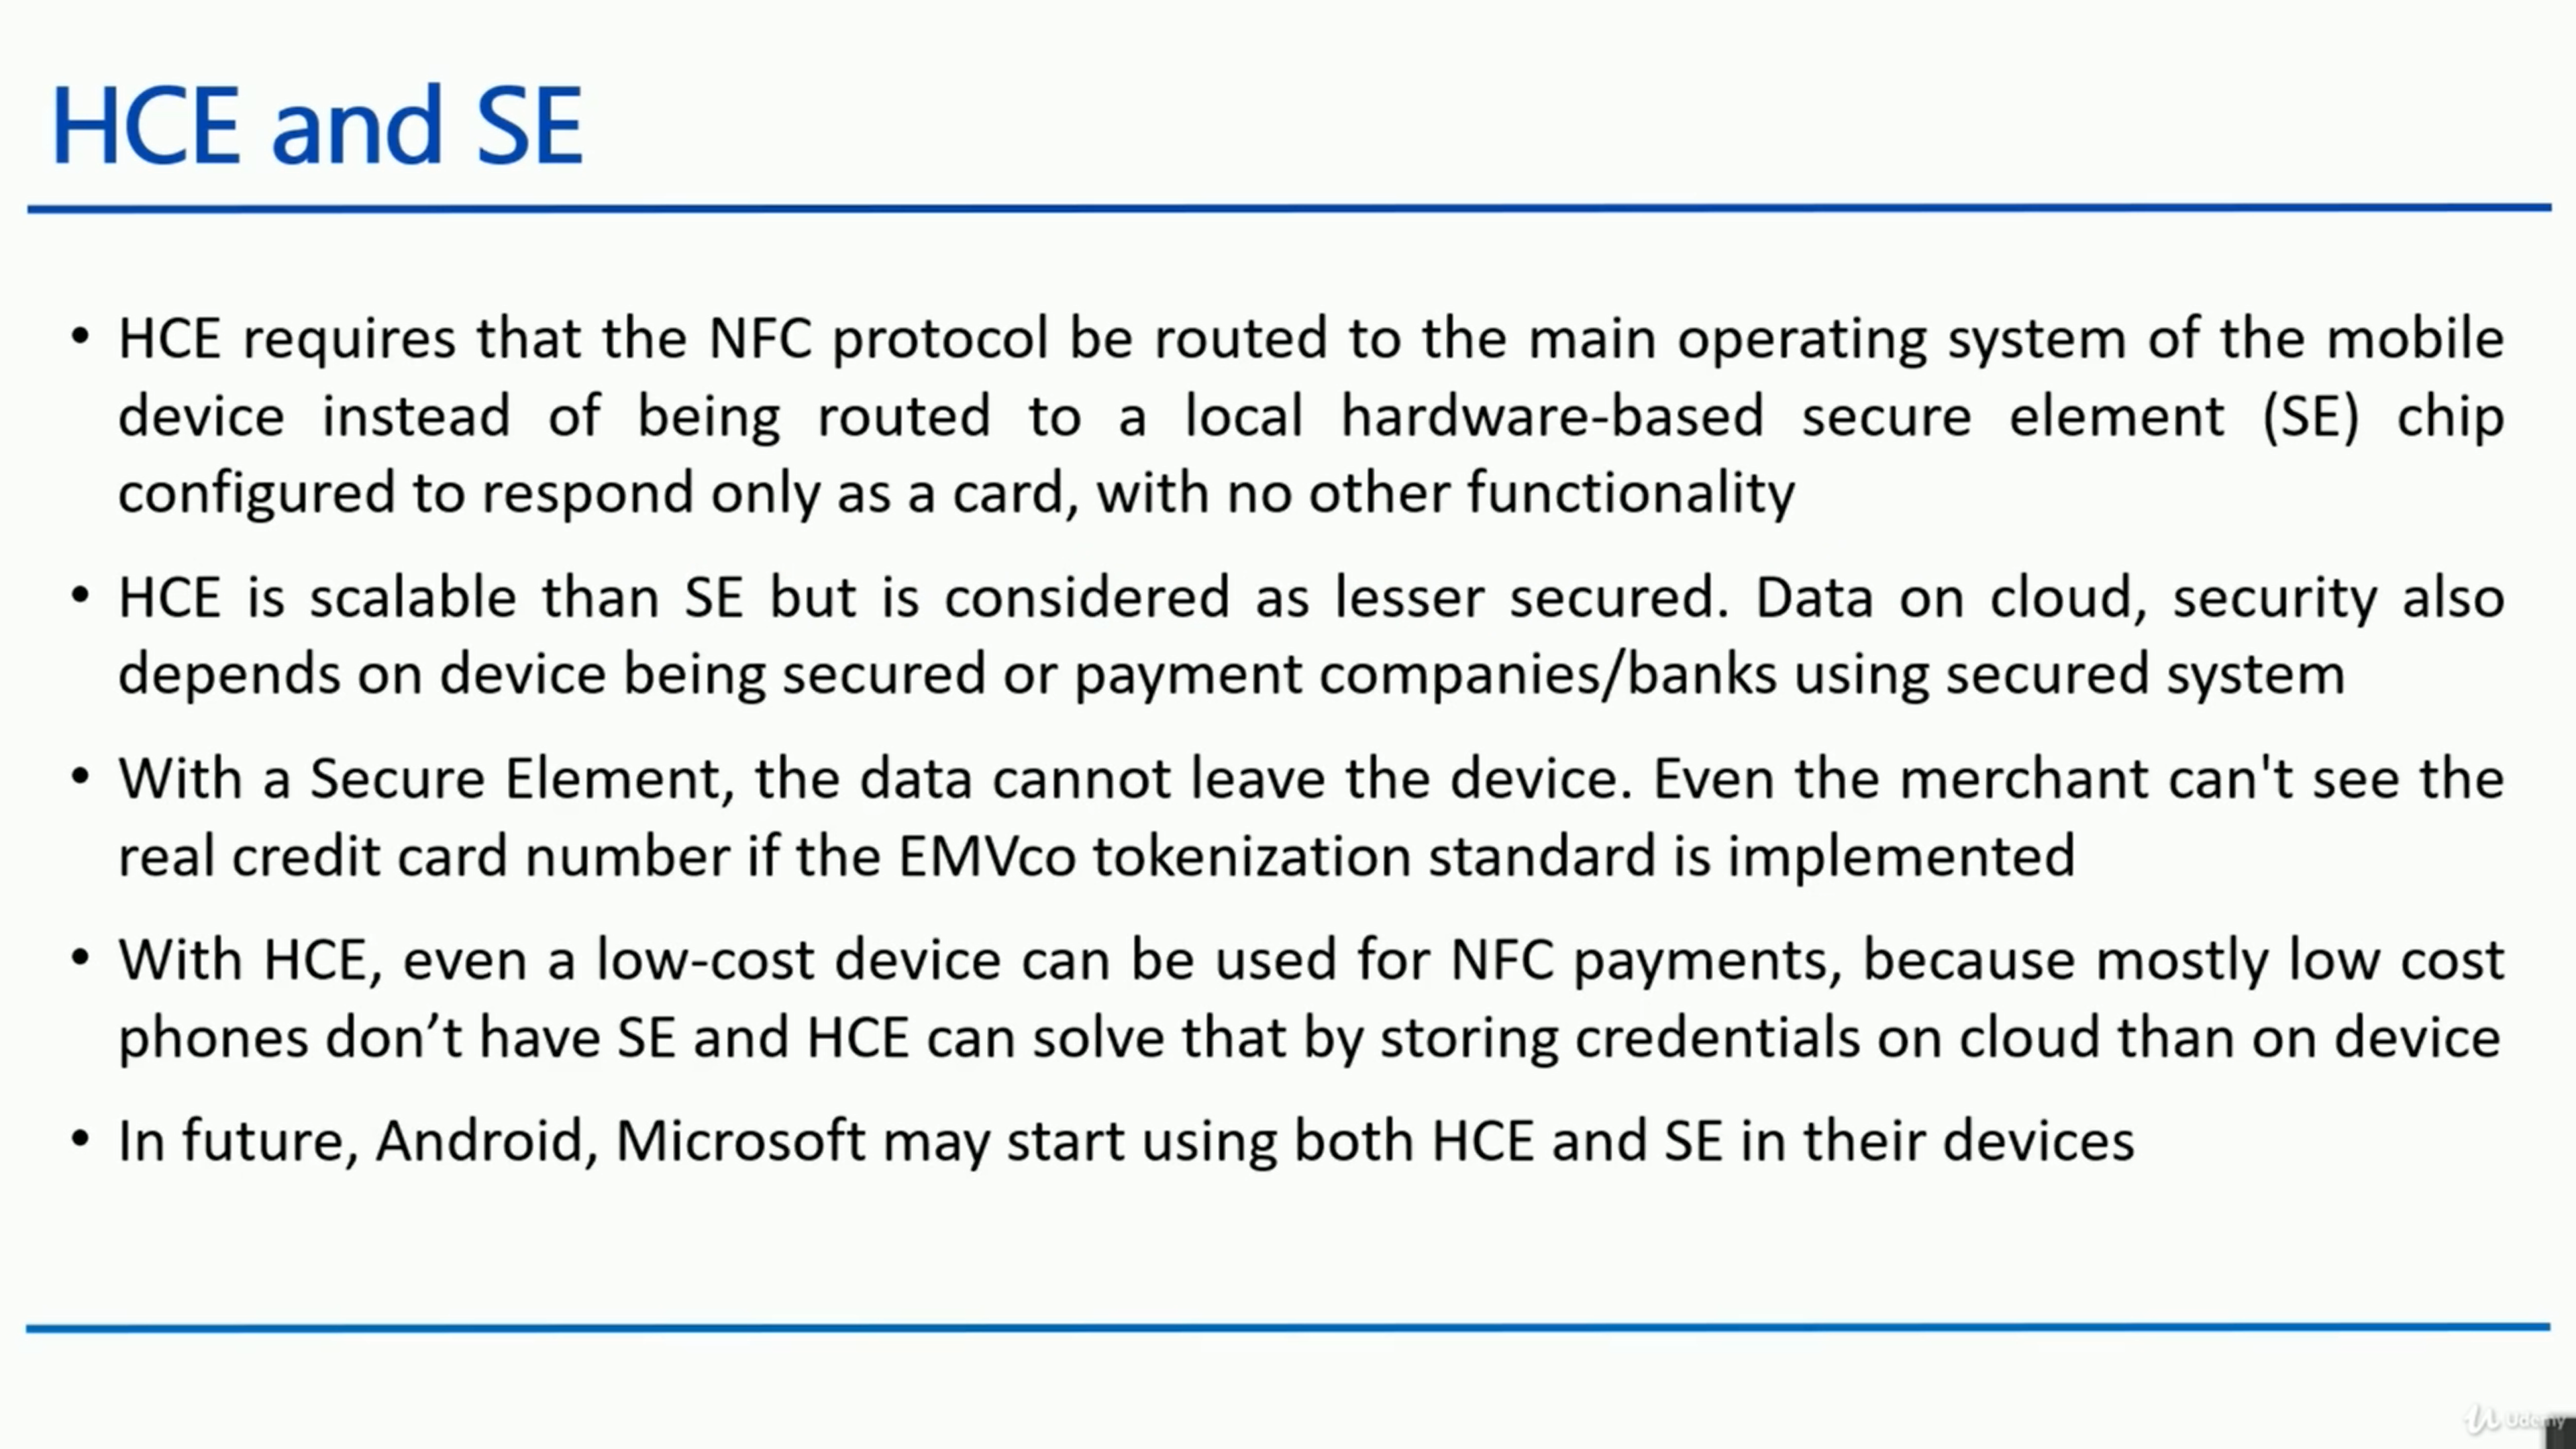 HCE and SE
• HCE requires that the NFC protocol be routed to the main operating system of the mobile
device instead of being routed to a local hardware-based secure element (SE) chip
configured to respond only as a card, with no other functionality
• HCE is scalable than SE but is considered as lesser secured. Data on cloud, security also
depends on device being secured or payment companies/banks using secured system
• With a Secure Element, the data cannot leave the device. Even the merchant can't see the
real credit card number if the EMVco tokenization standard is implemented
• With HCE, even a low-cost device can be used for NFC payments, because mostly low cost
phones don’t have SE and HCE can solve that by storing credentials on cloud than on device
• In future, Android, Microsoft may start using both HCE and SE in their devices
Udemy